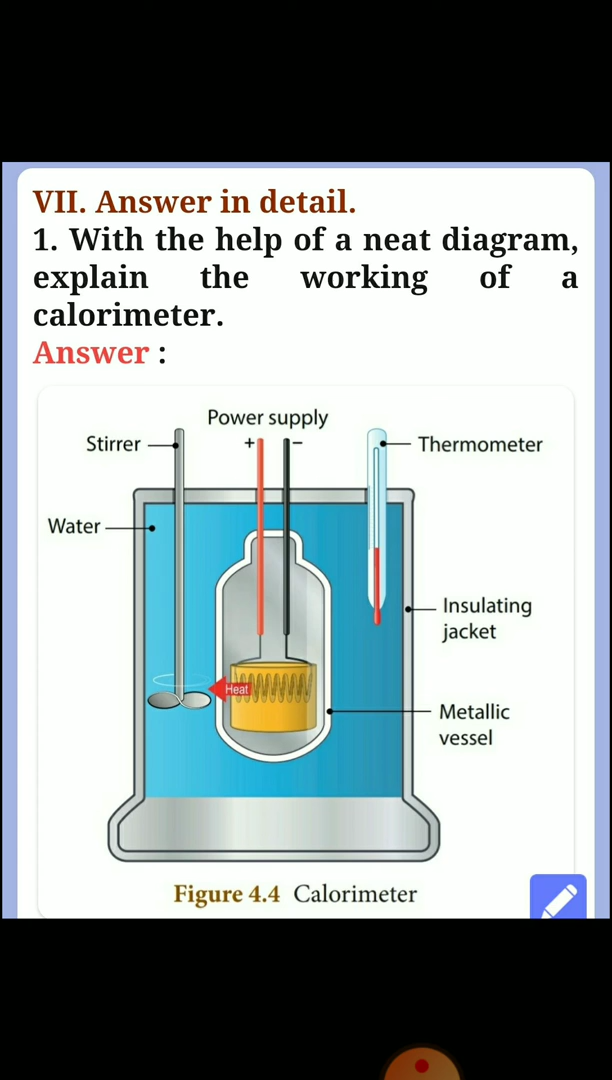 VII. Answer in detail.
1. With the help of a neat diagram,
explain the working of a
calorimeter.
Answer :
Power supply
+ −
Stirrer
Thermometer
Water
Insulating
jacket
Heat
Metallic
vessel
Figure 4.4 Calorimeter